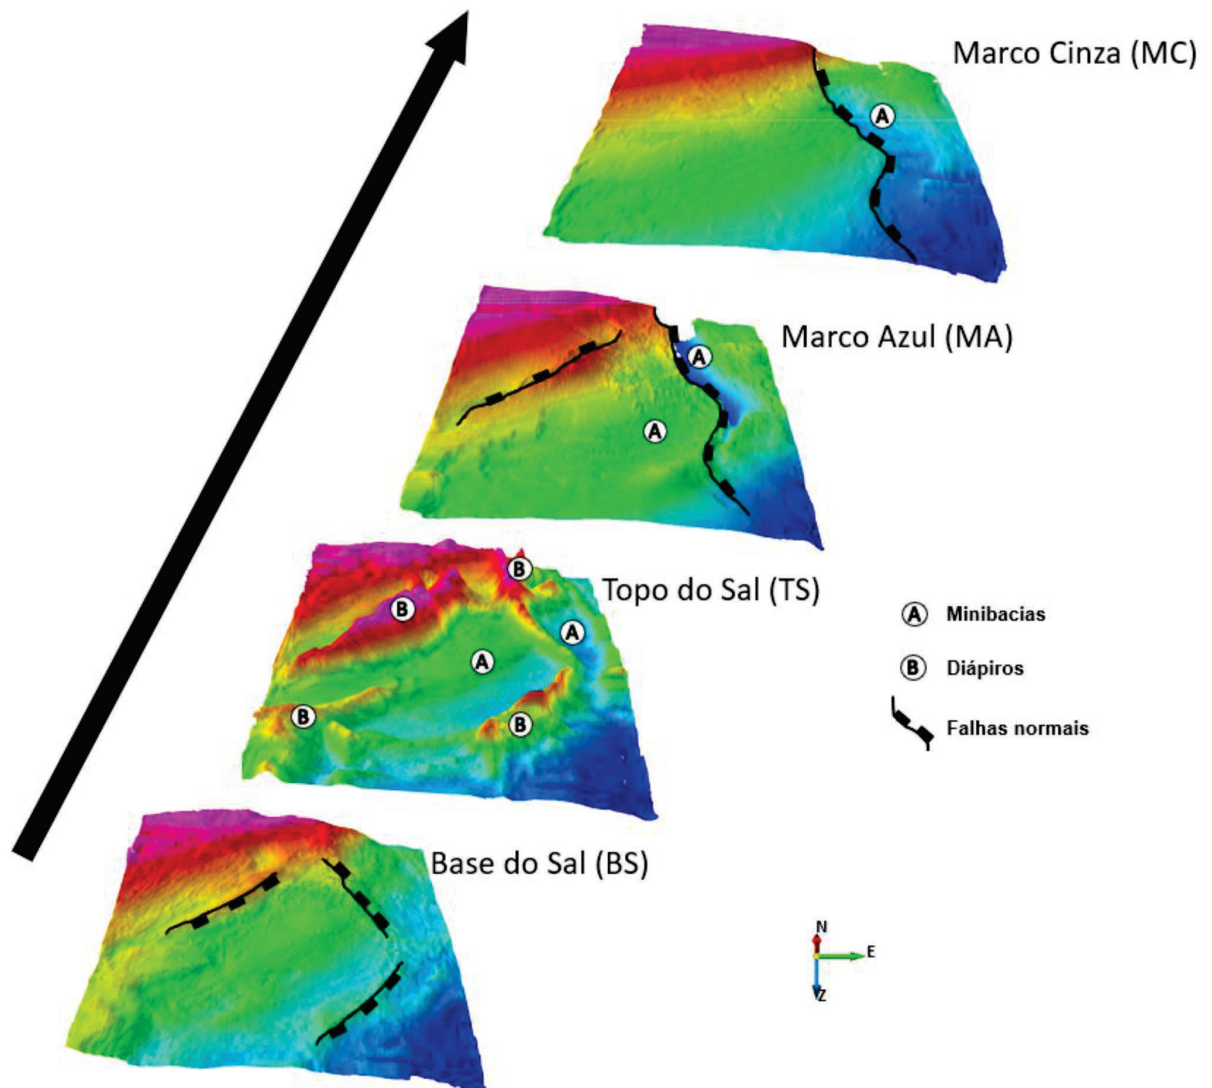 Marco Cinza (MC)
A
Marco Azul (MA)
A
A
Topo do Sal (TS)
B
B
A
A
B
B
A Minibacias
B Diápiros
Falhas normais
Base do Sal (BS)
N
E
Z